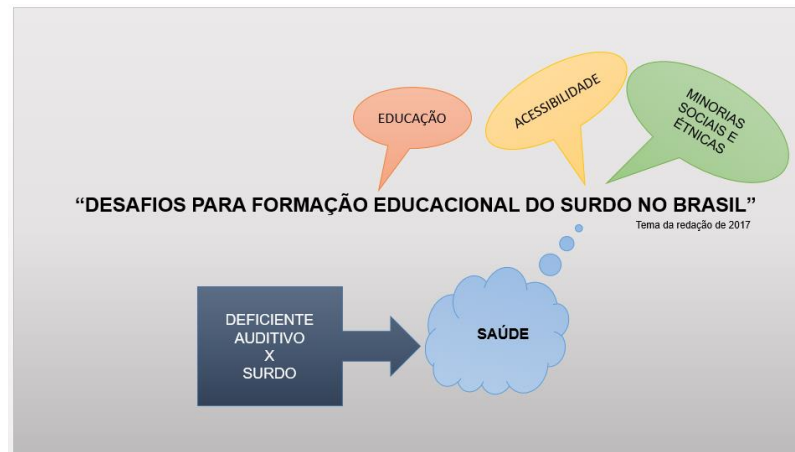 EDUCAÇÃO
ACESSIBILIDADE
MINORIAS
SOCIAIS E
ÉTNICAS
“DESAFIOS PARA FORMAÇÃO EDUCACIONAL DO SURDO NO BRASIL”
Tema da redação de 2017
DEFICIENTE
AUDITIVO
X
SURDO
SAÚDE